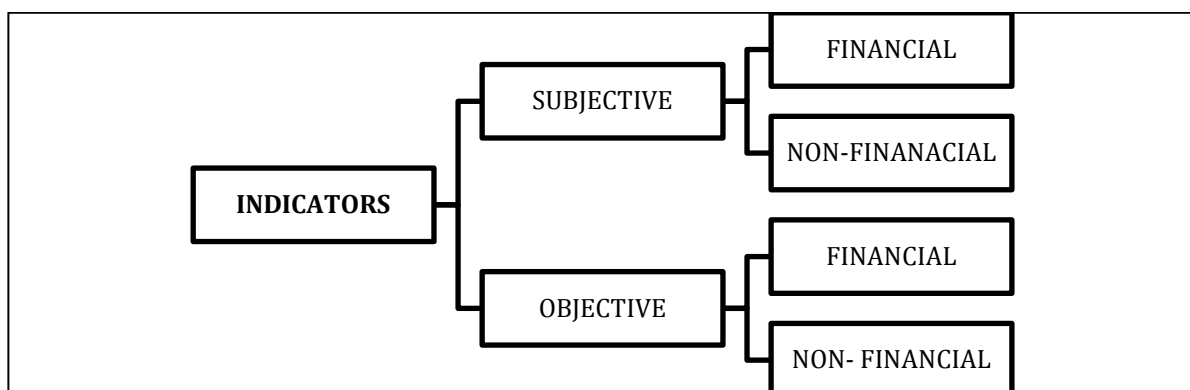 FINANCIAL
SUBJECTIVE
NON-FINANACIAL
INDICATORS
FINANCIAL
OBJECTIVE
NON- FINANCIAL